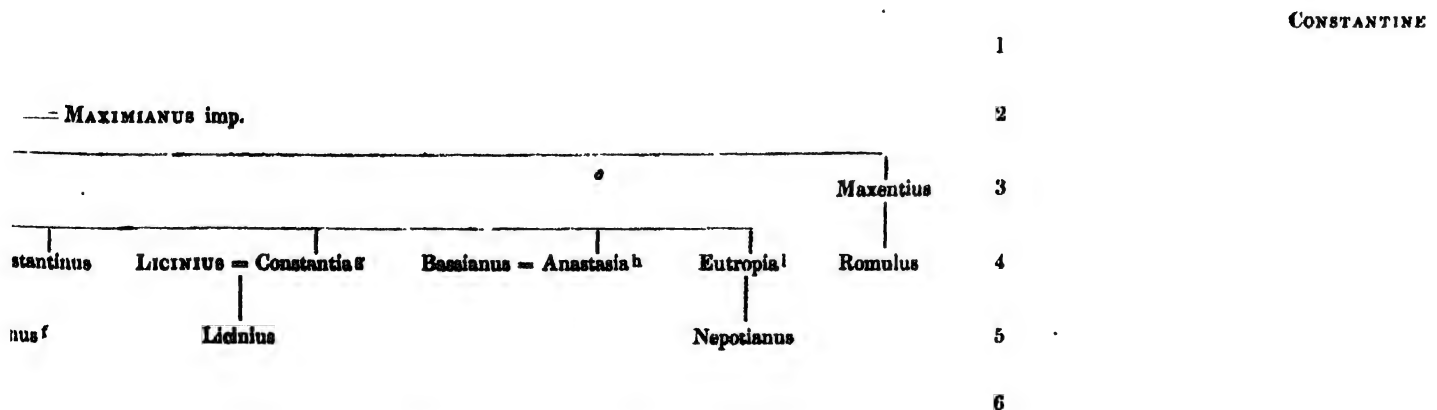 CONSTANTINE
1
= MAXIMIANUS imp. 2
Maxentius 3
stantinus LICINIUS = Constantia g Bassianus = Anastasia h Eutropia i Romulus 4
nus f Licinius Nepotianus 5
6